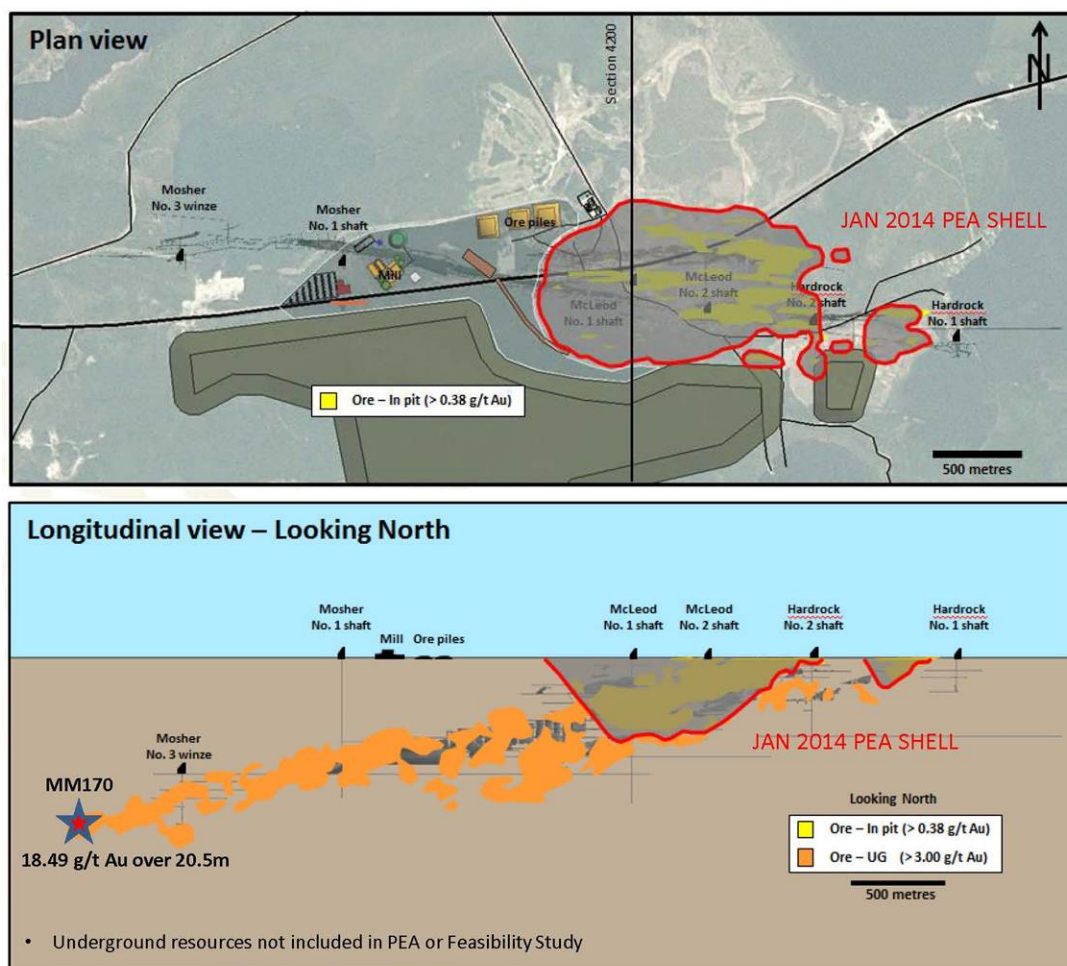 Plan view
Section 4200
N
Mosher
No. 3 winze
Mosher
No. 1 shaft
Ore piles
Mill
JAN 2014 PEA SHELL
McLeod
No. 1 shaft
McLeod
No. 2 shaft
Hardrock
No. 2 shaft
Hardrock
No. 1 shaft
Ore – In pit (> 0.38 g/t Au)
500 metres
Longitudinal view – Looking North
Mosher
No. 1 shaft
Mill
Ore piles
McLeod
No. 1 shaft
McLeod
No. 2 shaft
Hardrock
No. 2 shaft
Hardrock
No. 1 shaft
Mosher
No. 3 winze
JAN 2014 PEA SHELL
MM170
18.49 g/t Au over 20.5m
Looking North
Ore – In pit (> 0.38 g/t Au)
Ore – UG (> 3.00 g/t Au)
500 metres
• Underground resources not included in PEA or Feasibility Study